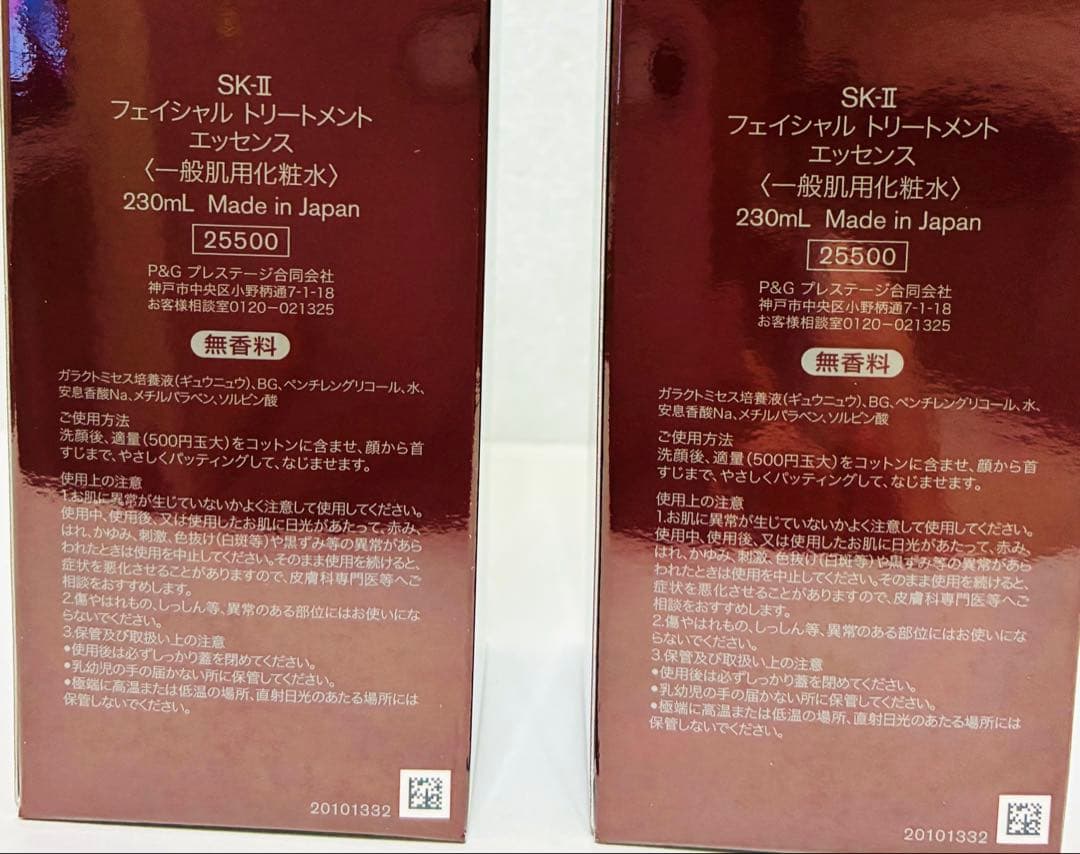 SK-II
フェイシャル トリートメント
エッセンス
〈一般肌用化粧水〉
230mL Made in Japan
25500
P&G プレステージ合同会社
神戸市中央区小野柄通7-1-18
お客様相談室0120-021325
無香料
ガラクトミセス培養液(ギュウニュウ)、BG、ペンチレングリコール、水、
安息香酸Na、メチルパラベン、ソルビン酸
ご使用方法
洗顔後、適量(500円玉大)をコットンに含ませ、顔から首
すじまで、やさしくパッティングして、なじませます。
使用上の注意
1.お肌に異常が生じていないかよく注意して使用してください。
使用中、使用後、又は使用したお肌に日光があたって、赤み、
はれ、かゆみ、刺激、色抜け(白斑等)や黒ずみ等の異常があら
われたときは使用を中止してください。そのまま使用を続けると、
症状を悪化させることがありますので、皮膚科専門医等へご
相談をおすすめします。
2.傷やはれもの、しっしん等、異常のある部位にはお使いにな
らないでください。
3.保管及び取扱い上の注意
●使用後は必ずしっかり蓋を閉めてください。
●乳幼児の手の届かない所に保管してください。
●極端に高温または低温の場所、直射日光のあたる場所には
保管しないでください。
20101332
SK-II
フェイシャル トリートメント
エッセンス
〈一般肌用化粧水〉
230mL Made in Japan
25500
P&G プレステージ合同会社
神戸市中央区小野柄通7-1-18
お客様相談室0120-021325
無香料
ガラクトミセス培養液(ギュウニュウ)、BG、ペンチレングリコール、水、
安息香酸Na、メチルパラベン、ソルビン酸
ご使用方法
洗顔後、適量(500円玉大)をコットンに含ませ、顔から首
すじまで、やさしくパッティングして、なじませます。
使用上の注意
1.お肌に異常が生じていないかよく注意して使用してください。
使用中、使用後、又は使用したお肌に日光があたって、赤み、
はれ、かゆみ、刺激、色抜け(白斑等)や黒ずみ等の異常があら
われたときは使用を中止してください。そのまま使用を続けると、
症状を悪化させることがありますので、皮膚科専門医等へご
相談をおすすめします。
2.傷やはれもの、しっしん等、異常のある部位にはお使いにな
らないでください。
3.保管及び取扱い上の注意
●使用後は必ずしっかり蓋を閉めてください。
●乳幼児の手の届かない所に保管してください。
●極端に高温または低温の場所、直射日光のあたる場所には
保管しないでください。
20101332